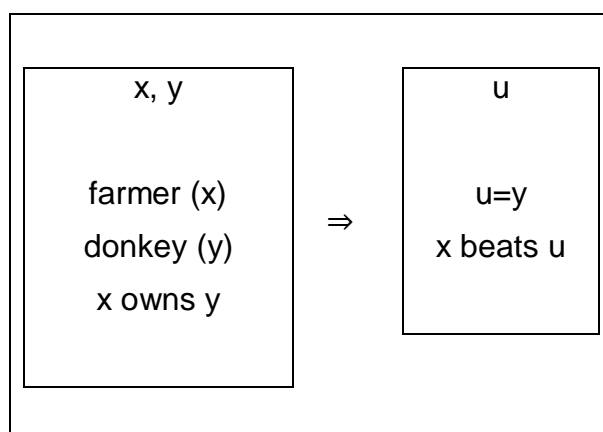 x, y
farmer (x)
donkey (y)
x owns y
⇒
u
u=y
x beats u